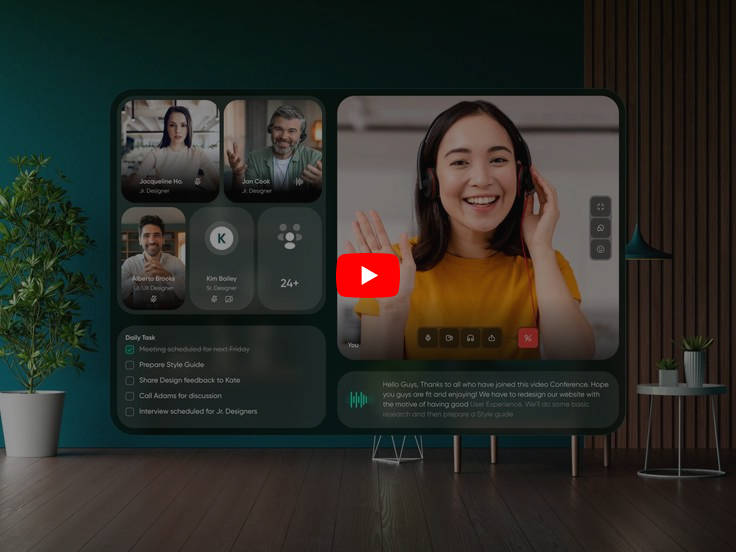 Jacqueline Ho.
Jr. Designer
Jan Cook
Jr. Designer
Alberto Brooks
UI/UX Designer
K
Kim Bailey
Sr. Designer
24+
You
Daily Task
Meeting scheduled for next Friday
Prepare Style Guide
Share Design feedback to Kate
Call Adams for discussion
Interview scheduled for Jr. Designers
Hello Guys, Thanks to all who have joined this video Conference. Hope
you guys are fit and enjoying! We have to redesign our website with
the motive of having good User Experience. We'll do some basic
research and then prepare a Style guide